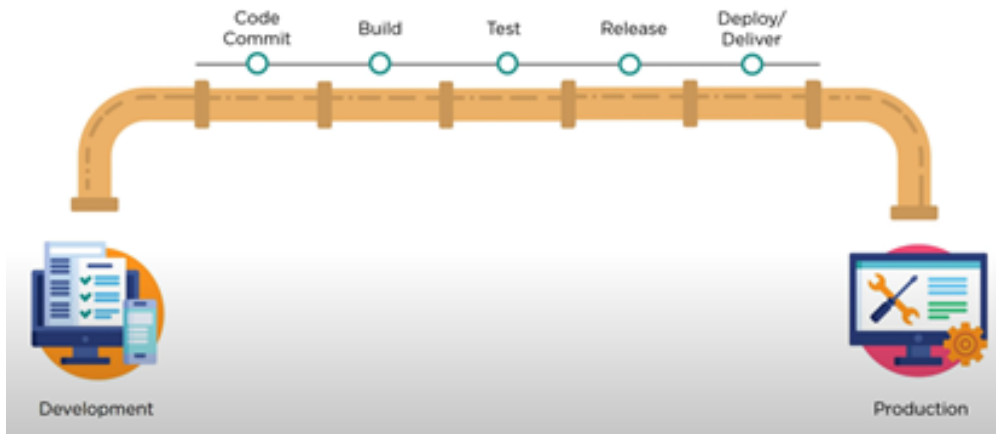 Code
Commit
Build
Test
Release
Deploy/
Deliver
Development
Production